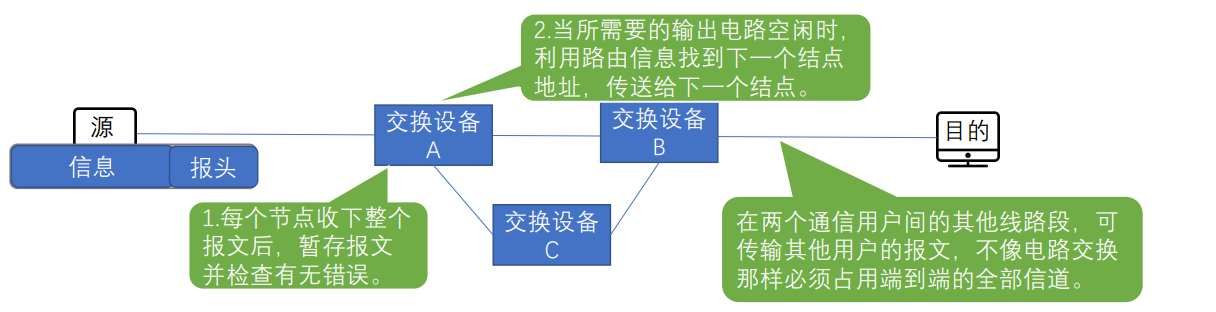 2.当所需要的输出电路空闲时，
利用路由信息找到下一个结点
地址，传送给下一个结点。
源
交换设备
A
交换设备
B
目的
信息
报头
1.每个节点收下整个
报文后，暂存报文
并检查有无错误。
交换设备
C
在两个通信用户间的其他线路段，可
传输其他用户的报文，不像电路交换
那样必须占用端到端的全部信道。